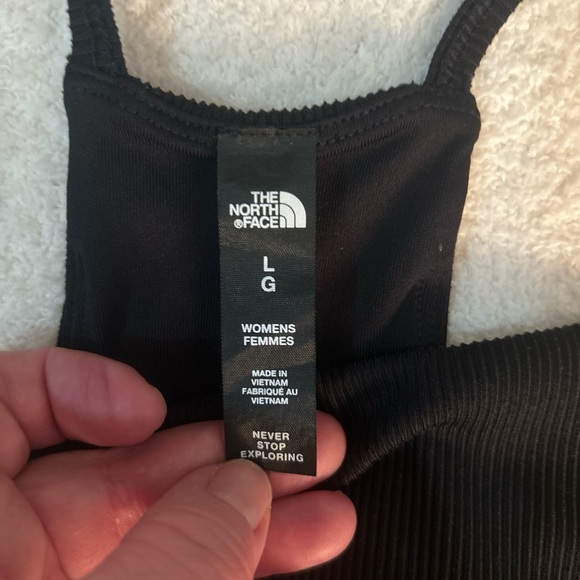 THE
NORTH
®FACE
L
G
WOMENS
FEMMES
MADE IN
VIETNAM
FABRIQUÉ AU
VIETNAM
NEVER
STOP
EXPLORING